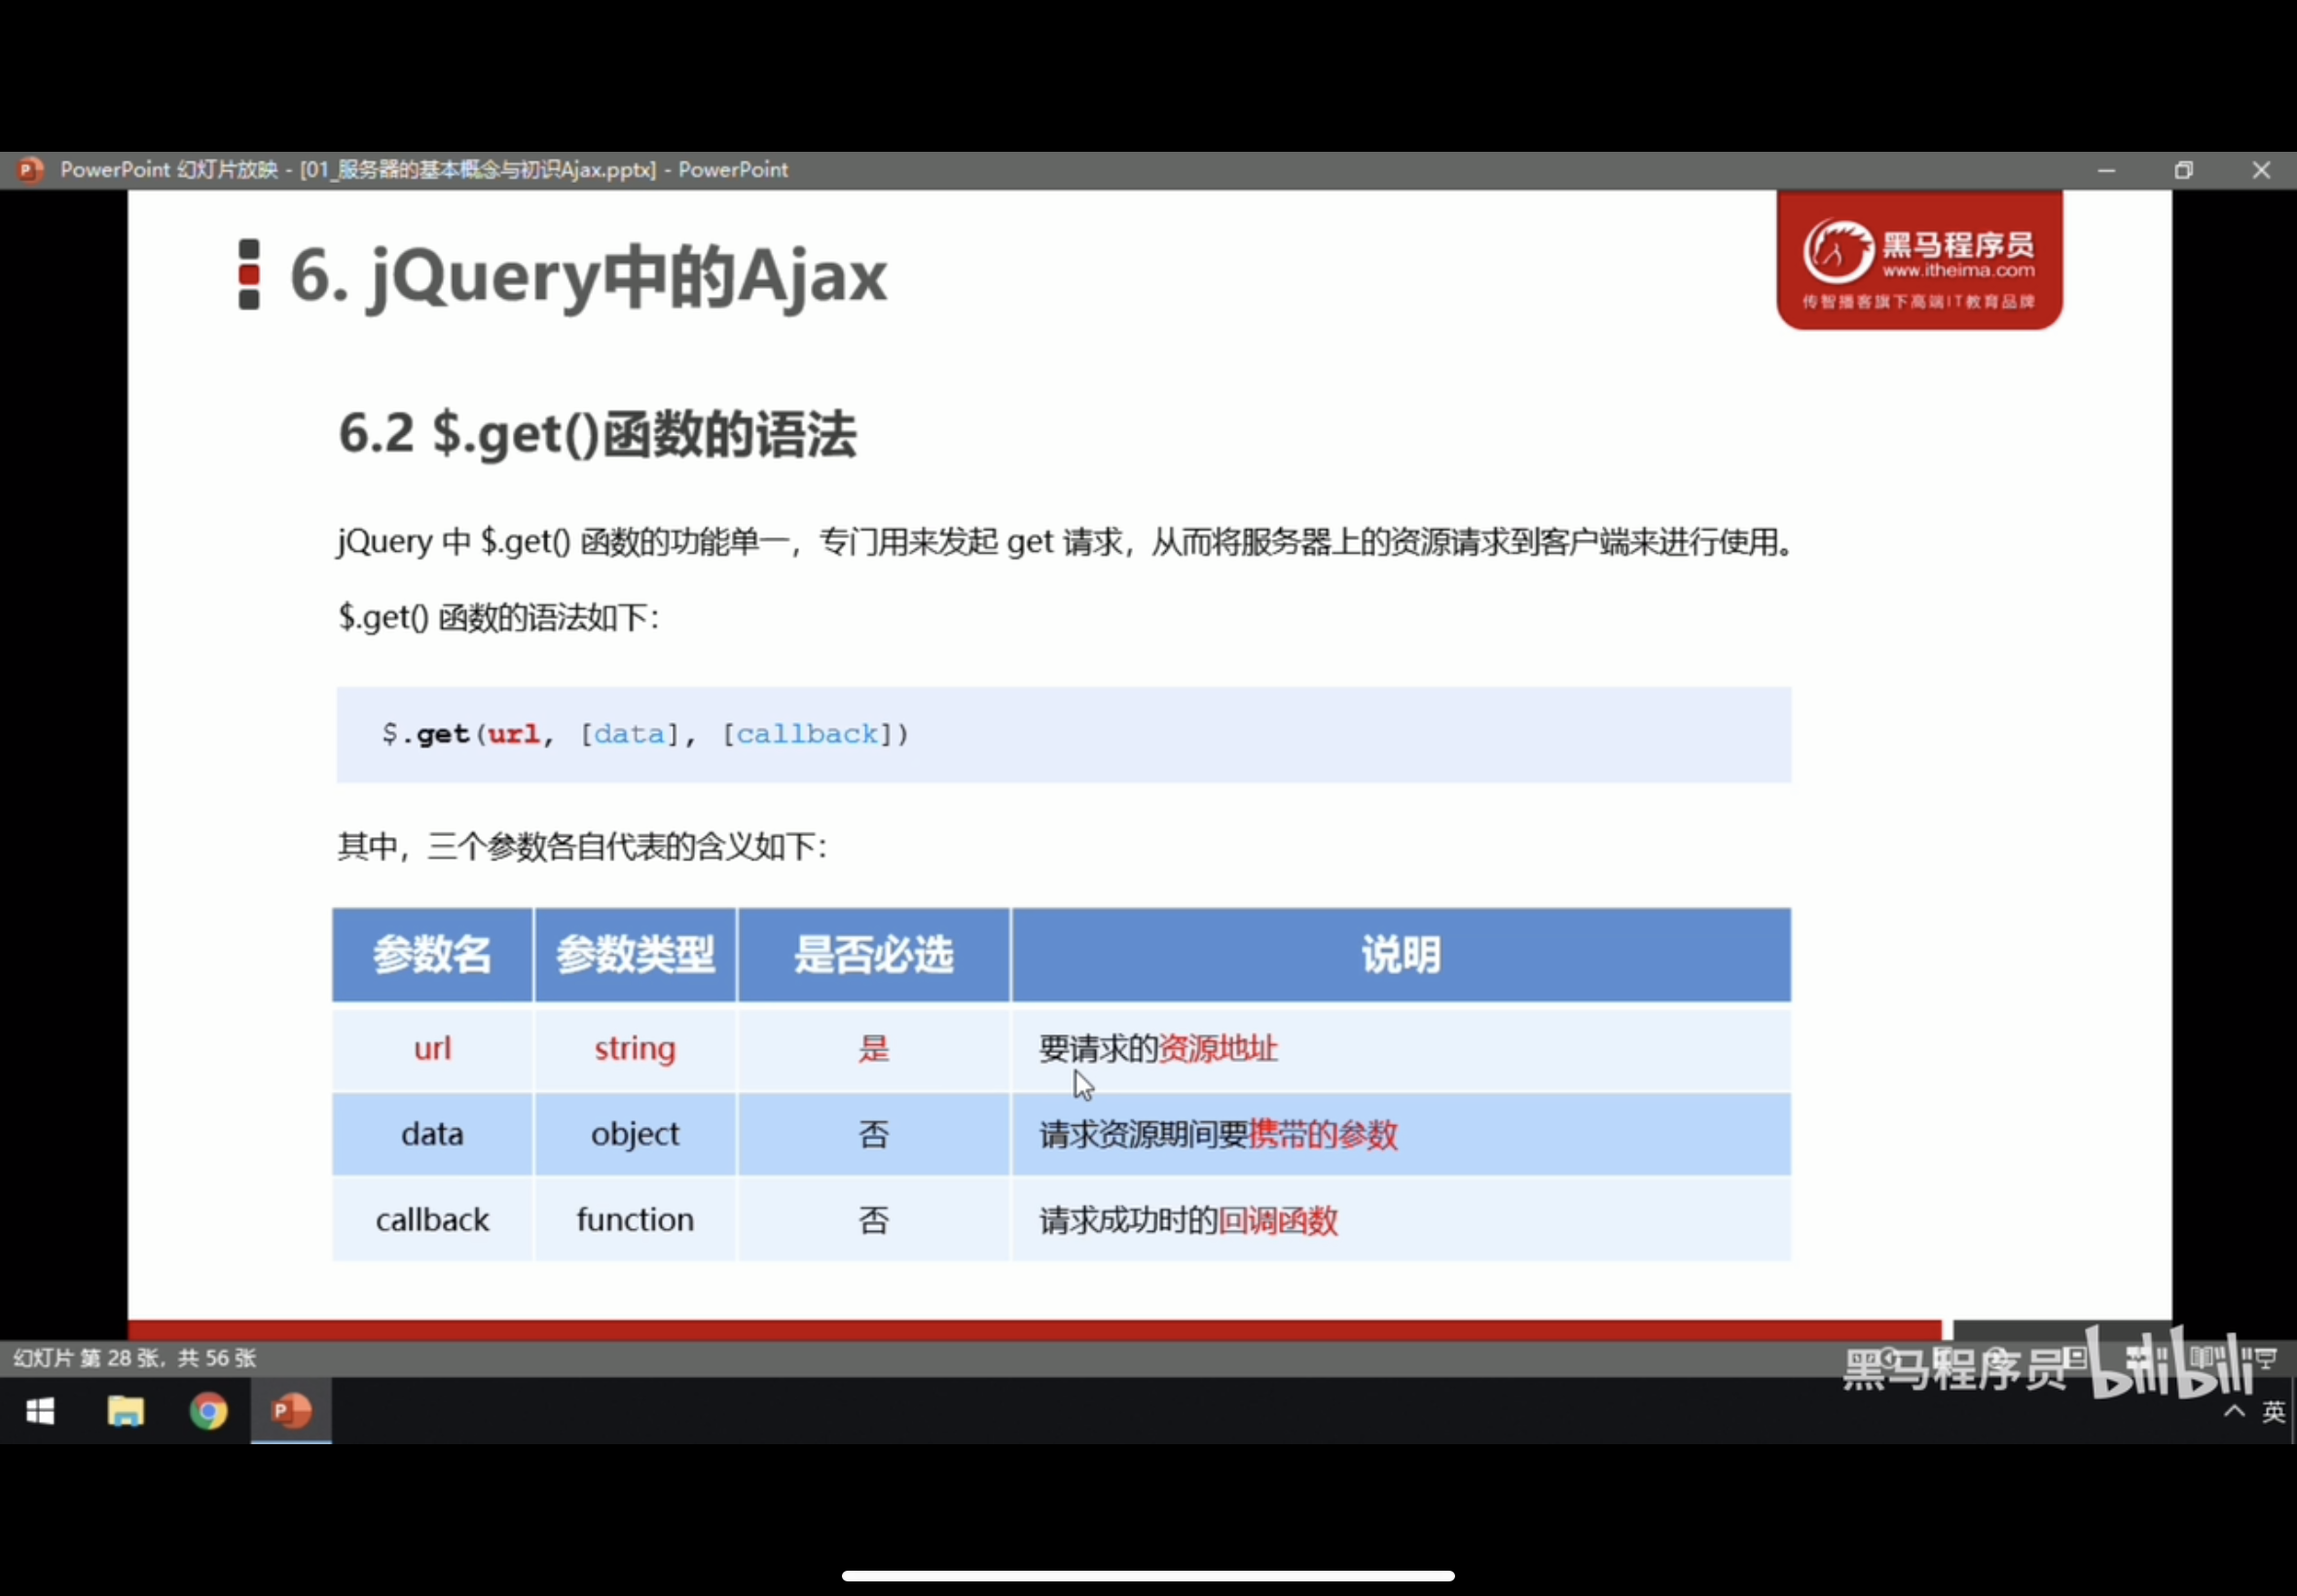 PowerPoint 幻灯片放映 - [01_服务器的基本概念与初识Ajax.pptx] - PowerPoint
黑马程序员
www.itheima.com
传智播客旗下高端IT教育品牌
6. jQuery中的Ajax
6.2 $.get()函数的语法
jQuery 中 $.get() 函数的功能单一，专门用来发起 get 请求，从而将服务器上的资源请求到客户端来进行使用。
$.get() 函数的语法如下：
$.get(url, [data], [callback])
其中，三个参数各自代表的含义如下：
参数名 参数类型 是否必选 说明
url string 是 要请求的资源地址
data object 否 请求资源期间要携带的参数
callback function 否 请求成功时的回调函数
幻灯片 第 28 张，共 56 张
黑马程序员 bilibili
英